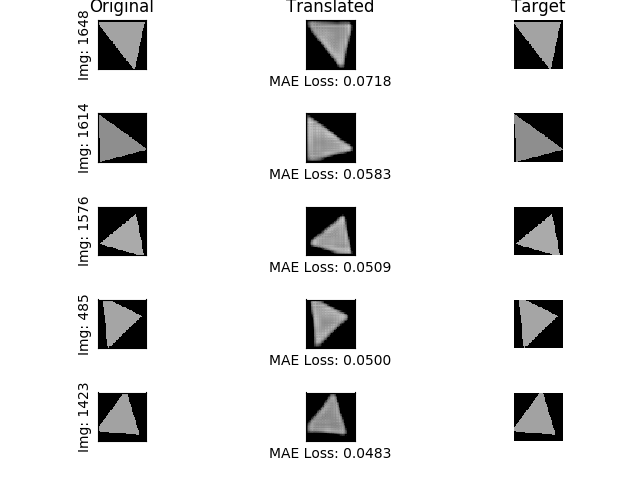 Original Translated Target
Img: 1648
MAE Loss: 0.0718
Img: 1614
MAE Loss: 0.0583
Img: 1576
MAE Loss: 0.0509
Img: 485
MAE Loss: 0.0500
Img: 1423
MAE Loss: 0.0483